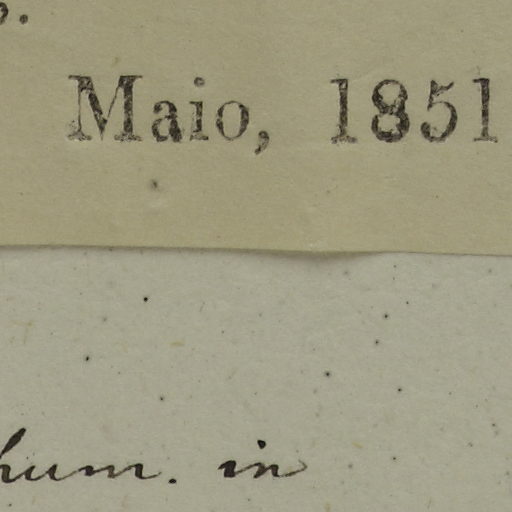 Maio, 1851
hum. in